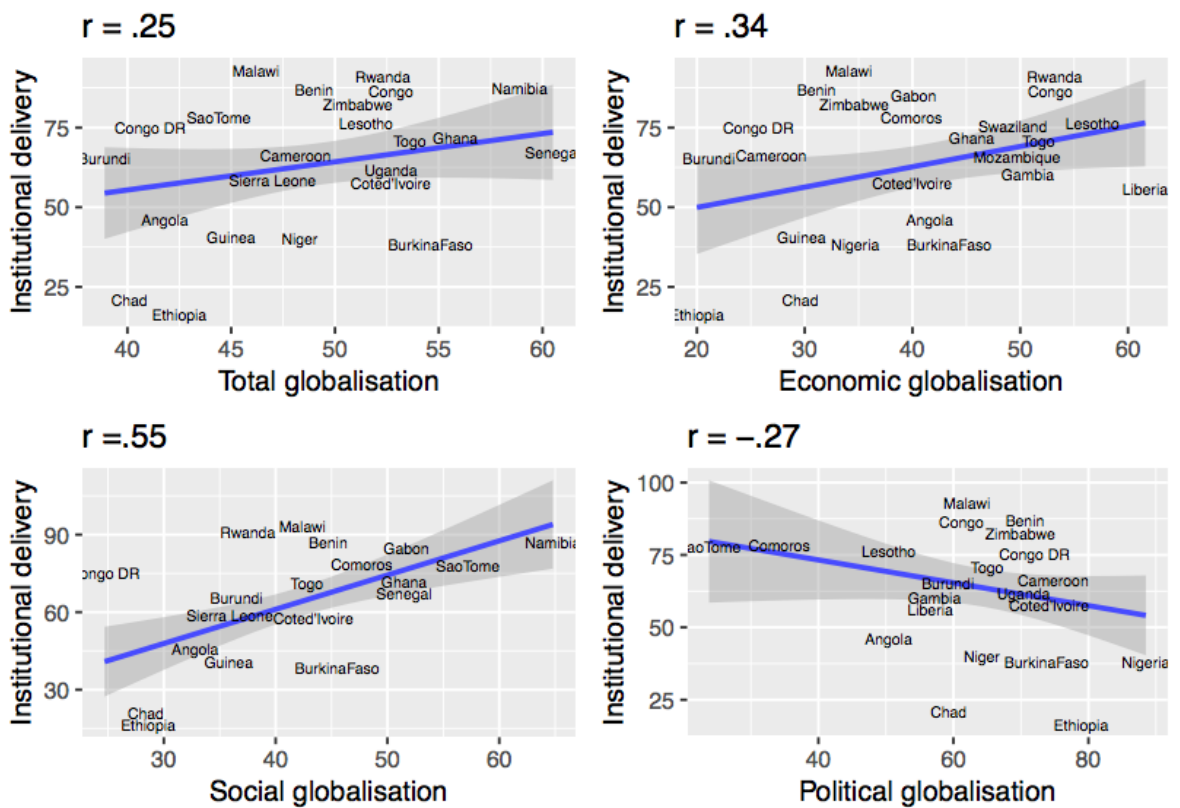 r = .25
Institutional delivery
75
50
25
Malawi
Rwanda
Benin
Congo
Namibia
Zimbabwe
SaoTome
Lesotho
Congo DR
Togo
Ghana
Burundi
Cameroon
Senega
Uganda
Sierra Leone
Coted'Ivoire
Angola
Guinea
Niger
BurkinaFaso
Chad
Ethiopia
40 45 50 55 60
Total globalisation
r = .34
Institutional delivery
75
50
25
Malawi
Rwanda
Benin
Gabon
Congo
Zimbabwe
Comoros
Congo DR
Swaziland
Lesotho
Ghana
Togo
Burundi
Cameroon
Mozambique
Gambia
Coted'Ivoire
Liberia
Angola
Guinea
Nigeria
BurkinaFaso
Chad
Ethiopia
20 30 40 50 60
Economic globalisation
r =.55
Institutional delivery
90
60
30
Rwanda
Malawi
Benin
Gabon
Namibia
Comoros
SaoTome
ongo DR
Togo
Ghana
Senegal
Burundi
Sierra Leone
Coted'Ivoire
Angola
Guinea
BurkinaFaso
Chad
Ethiopia
30 40 50 60
Social globalisation
r = −.27
Institutional delivery
100
75
50
25
Malawi
Congo
Benin
Zimbabwe
aoTome
Comoros
Lesotho
Congo DR
Togo
Burundi
Cameroon
Gambia
Uganda
Liberia
Coted'Ivoire
Angola
Niger
BurkinaFaso
Nigeria
Chad
Ethiopia
40 60 80
Political globalisation